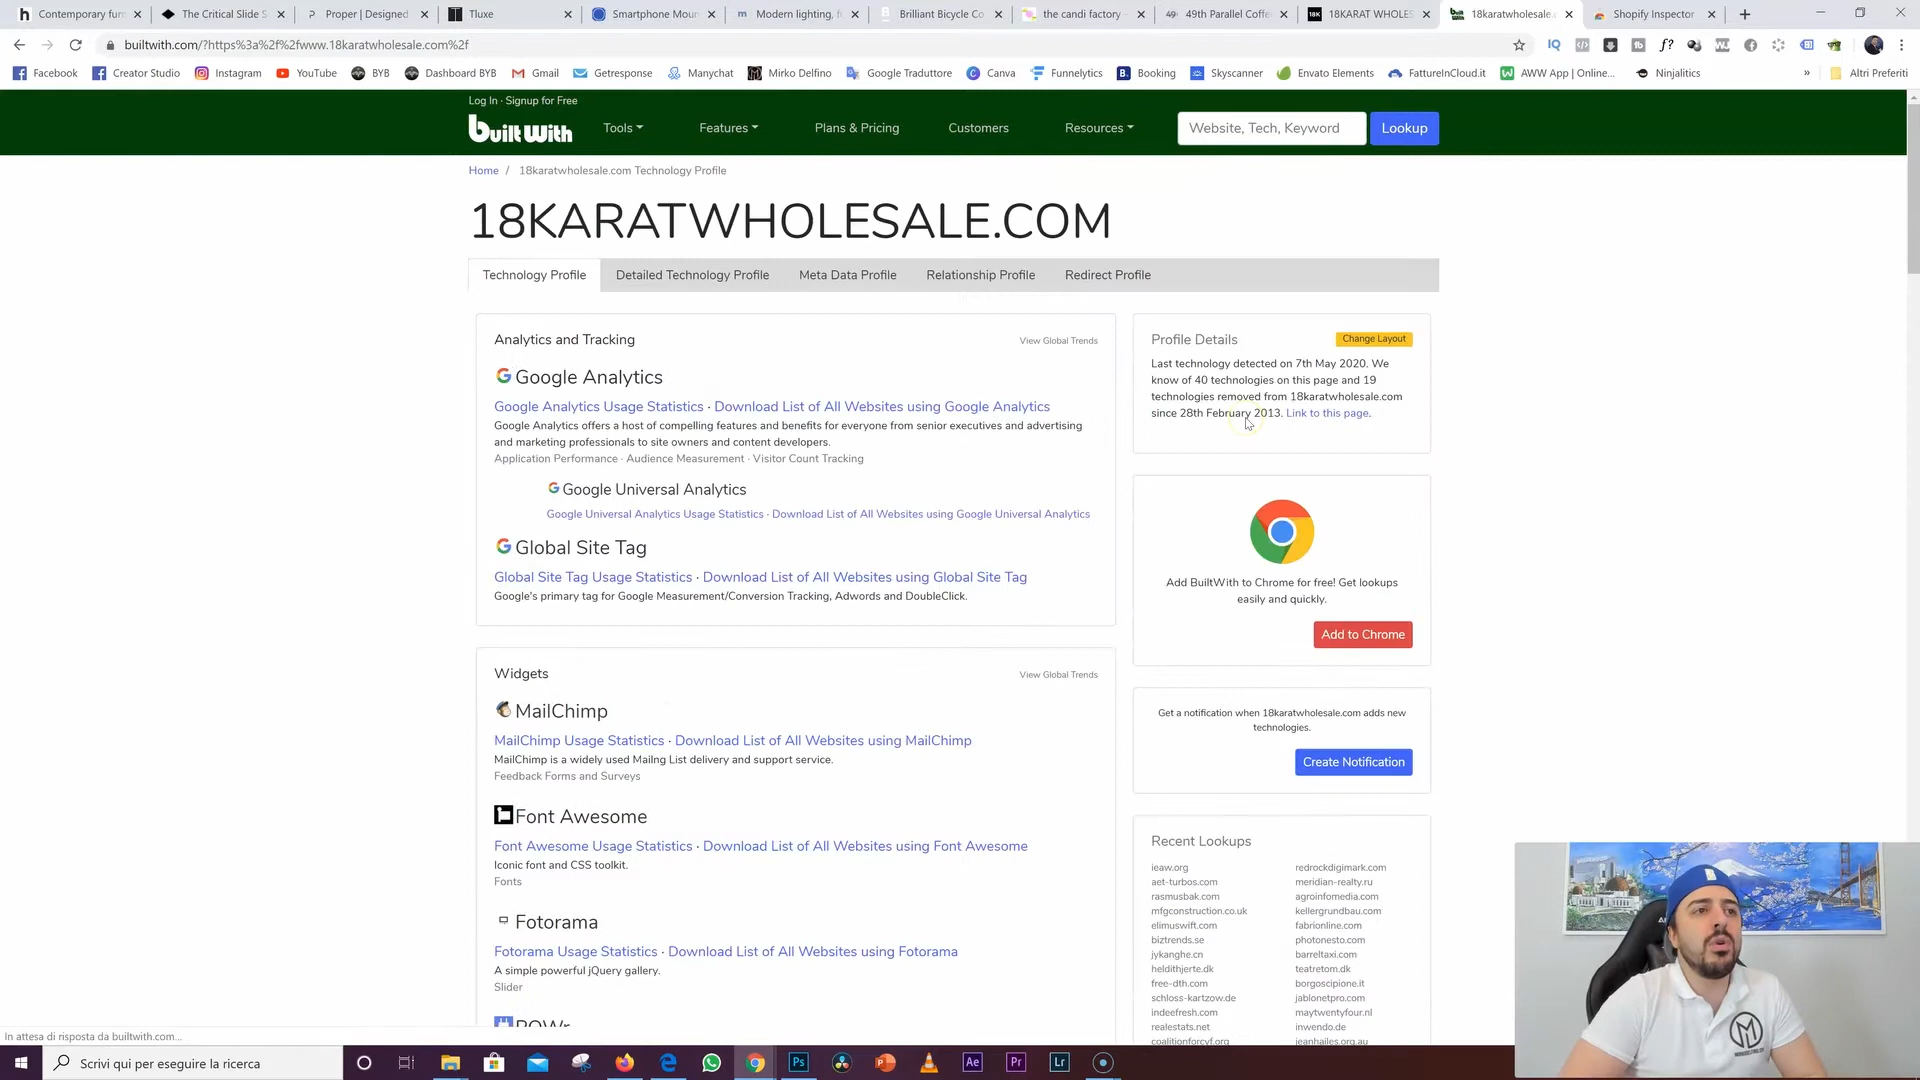 Contemporary furn
The Critical Slide S
Proper | Designed
Tluxe
Smartphone Mour
Modern lighting, fu
Brilliant Bicycle Co
the candi factory -
49th Parallel Coffe
18KARAT WHOLES
18karatwholesale.c
Shopify Inspector
builtwith.com/?https%3a%2f%2fwww.18karatwholesale.com%2f
Facebook
Creator Studio
Instagram
YouTube
BYB
Dashboard BYB
Gmail
Getresponse
Manychat
Mirko Delfino
Google Traduttore
Canva
Funnelytics
Booking
Skyscanner
Envato Elements
FattureInCloud.it
AWW App | Online...
Ninjalitics
»
Altri Preferiti
Log In · Signup for Free
built with
Tools
Features
Plans & Pricing
Customers
Resources
Website, Tech, Keyword
Lookup
Home / 18karatwholesale.com Technology Profile
18KARATWHOLESALE.COM
Technology Profile
Detailed Technology Profile
Meta Data Profile
Relationship Profile
Redirect Profile
Analytics and Tracking
View Global Trends
Google Analytics
Google Analytics Usage Statistics · Download List of All Websites using Google Analytics
Google Analytics offers a host of compelling features and benefits for everyone from senior executives and advertising
and marketing professionals to site owners and content developers.
Application Performance · Audience Measurement · Visitor Count Tracking
Google Universal Analytics
Google Universal Analytics Usage Statistics · Download List of All Websites using Google Universal Analytics
Global Site Tag
Global Site Tag Usage Statistics · Download List of All Websites using Global Site Tag
Google's primary tag for Google Measurement/Conversion Tracking, Adwords and DoubleClick.
Widgets
View Global Trends
MailChimp
MailChimp Usage Statistics · Download List of All Websites using MailChimp
MailChimp is a widely used Mailng List delivery and support service.
Feedback Forms and Surveys
Font Awesome
Font Awesome Usage Statistics · Download List of All Websites using Font Awesome
Iconic font and CSS toolkit.
Fonts
Fotorama
Fotorama Usage Statistics · Download List of All Websites using Fotorama
A simple powerful jQuery gallery.
Slider
Profile Details
Change Layout
Last technology detected on 7th May 2020. We
know of 40 technologies on this page and 19
technologies removed from 18karatwholesale.com
since 28th February 2013. Link to this page.
Add BuiltWith to Chrome for free! Get lookups
easily and quickly.
Add to Chrome
Get a notification when 18karatwholesale.com adds new
technologies.
Create Notification
Recent Lookups
ieaw.org
redrockdigimark.com
aet-turbos.com
meridian-realty.ru
rasmusbak.com
agroinfomedia.com
mfgconstruction.co.uk
kellergrundbau.com
elimuswift.com
fabrionline.com
biztrends.se
photonesto.com
jykanghe.cn
barreltaxi.com
heldithjerte.dk
teatretom.dk
free-dth.com
borgoscipione.it
schloss-kartzow.de
jablonetpro.com
indeefresh.com
maytwentyfour.nl
realestats.net
inwendo.de
coalitionforcyf.org
jeanhailes.org.au
In attesa di risposta da builtwith.com...
Scrivi qui per eseguire la ricerca
Ps
Ae
Pr
Lr